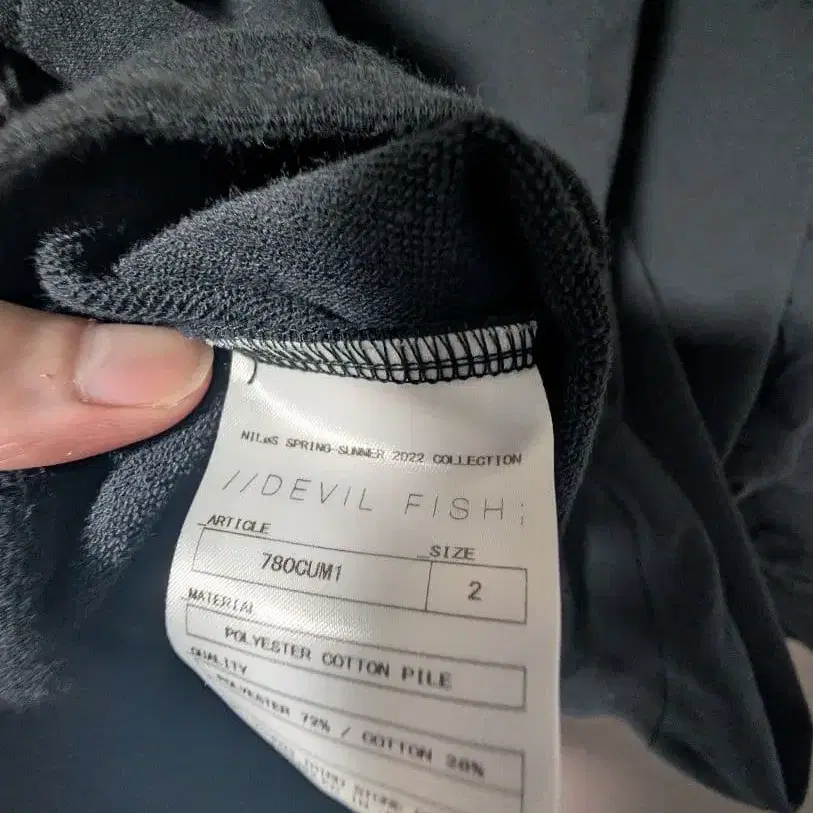 NILøS SPRING-SUMMER 2022 COLLECTION
//DEVIL FISH;
_ARTICLE
780CUM1
_SIZE
2
_MATERIAL
POLYESTER COTTON PILE
_QUALITY
POLYESTER 72% / COTTON 28%